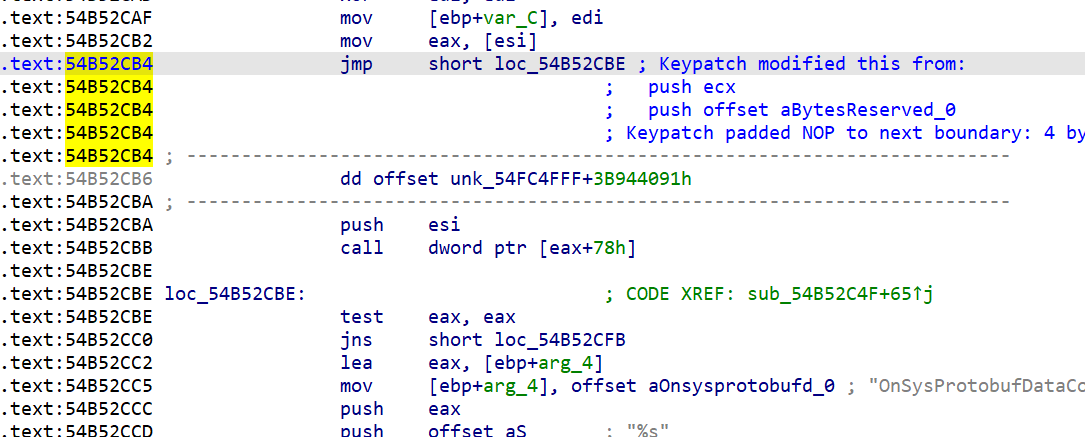 .text:54B52CAF mov [ebp+var_C], edi
.text:54B52CB2 mov eax, [esi]
.text:54B52CB4 jmp short loc_54B52CBE ; Keypatch modified this from:
.text:54B52CB4 ; push ecx
.text:54B52CB4 ; push offset aBytesReserved_0
.text:54B52CB4 ; Keypatch padded NOP to next boundary: 4 by
.text:54B52CB4 ; ---------------------------------------------------------------------------
.text:54B52CB6 dd offset unk_54FC4FFF+3B944091h
.text:54B52CBA ; ---------------------------------------------------------------------------
.text:54B52CBA push esi
.text:54B52CBB call dword ptr [eax+78h]
.text:54B52CBE
.text:54B52CBE loc_54B52CBE: ; CODE XREF: sub_54B52C4F+65↑j
.text:54B52CBE test eax, eax
.text:54B52CC0 jns short loc_54B52CFB
.text:54B52CC2 lea eax, [ebp+arg_4]
.text:54B52CC5 mov [ebp+arg_4], offset aOnsysprotobufd_0 ; "OnSysProtobufDataCo
.text:54B52CCC push eax
.text:54B52CCD push offset aS ; "%s"